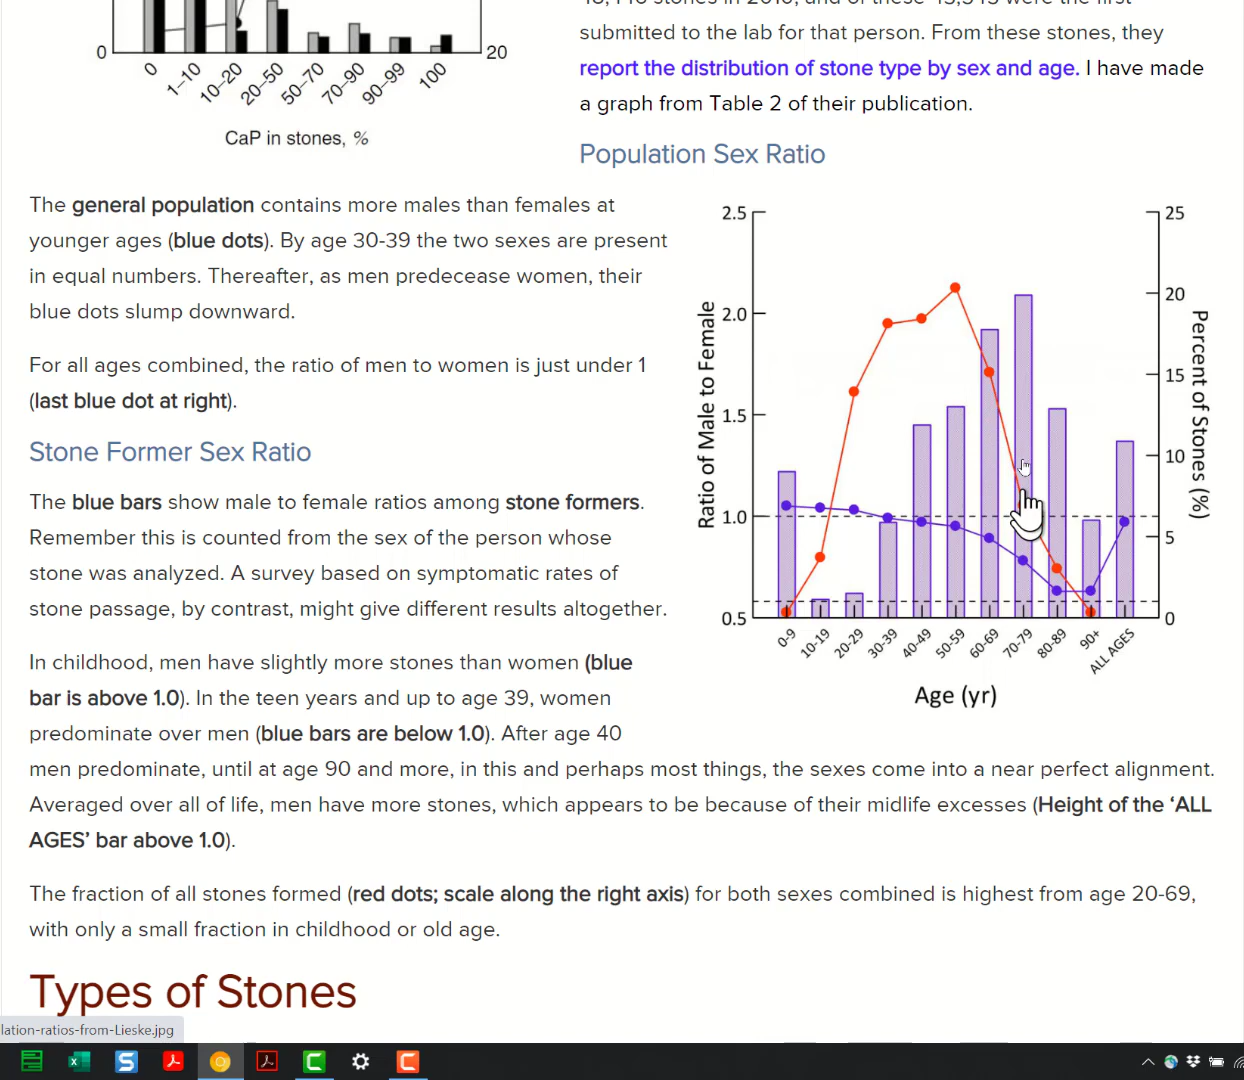 0
20
0
1–10
10–20
20–50
50–70
70–90
90–99
100
CaP in stones, %
submitted to the lab for that person. From these stones, they
report the distribution of stone type by sex and age. I have made
a graph from Table 2 of their publication.
Population Sex Ratio
The general population contains more males than females at
younger ages (blue dots). By age 30-39 the two sexes are present
in equal numbers. Thereafter, as men predecease women, their
blue dots slump downward.
For all ages combined, the ratio of men to women is just under 1
(last blue dot at right).
Stone Former Sex Ratio
The blue bars show male to female ratios among stone formers.
Remember this is counted from the sex of the person whose
stone was analyzed. A survey based on symptomatic rates of
stone passage, by contrast, might give different results altogether.
In childhood, men have slightly more stones than women (blue
bar is above 1.0). In the teen years and up to age 39, women
predominate over men (blue bars are below 1.0). After age 40
men predominate, until at age 90 and more, in this and perhaps most things, the sexes come into a near perfect alignment.
Averaged over all of life, men have more stones, which appears to be because of their midlife excesses (Height of the ‘ALL
AGES’ bar above 1.0).
The fraction of all stones formed (red dots; scale along the right axis) for both sexes combined is highest from age 20-69,
with only a small fraction in childhood or old age.
Ratio of Male to Female
2.5
2.0
1.5
1.0
0.5
25
20
15
10
5
0
Percent of Stones (%)
0-9
10-19
20-29
30-39
40-49
50-59
60-69
70-79
80-89
90+
ALL AGES
Age (yr)
Types of Stones
lation-ratios-from-Lieske.jpg